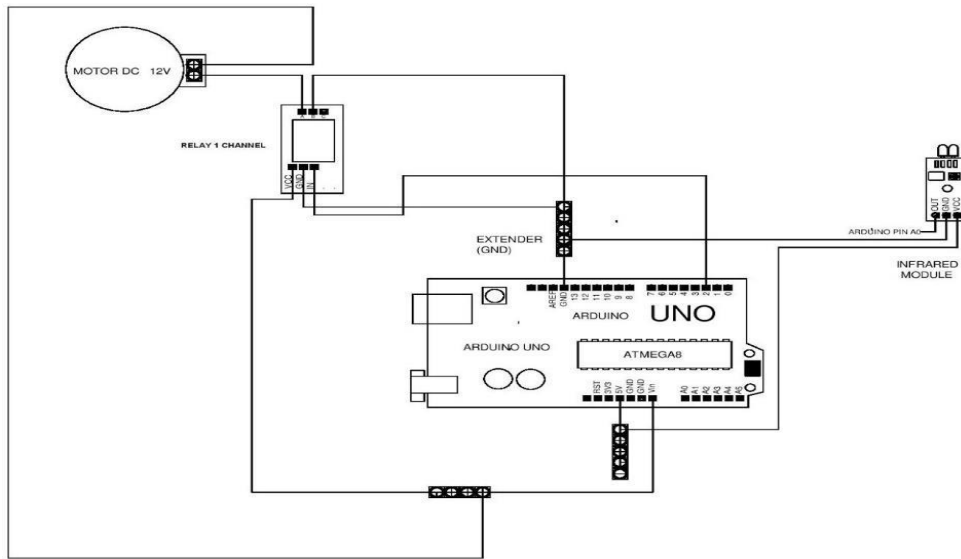 MOTOR DC 12V
RELAY 1 CHANNEL
VCC
GND
IN
EXTENDER
(GND)
OUT
GND
VCC
ARDUINO PIN A0
INFRARED
MODULE
AREF
GND
13
12
11
10
9
8
7
6
5
4
3
2
1
0
ARDUINO
UNO
ARDUINO UNO
ATMEGA8
RST
3V3
5V
GND
GND
Vin
A0
A1
A2
A3
A4
A5